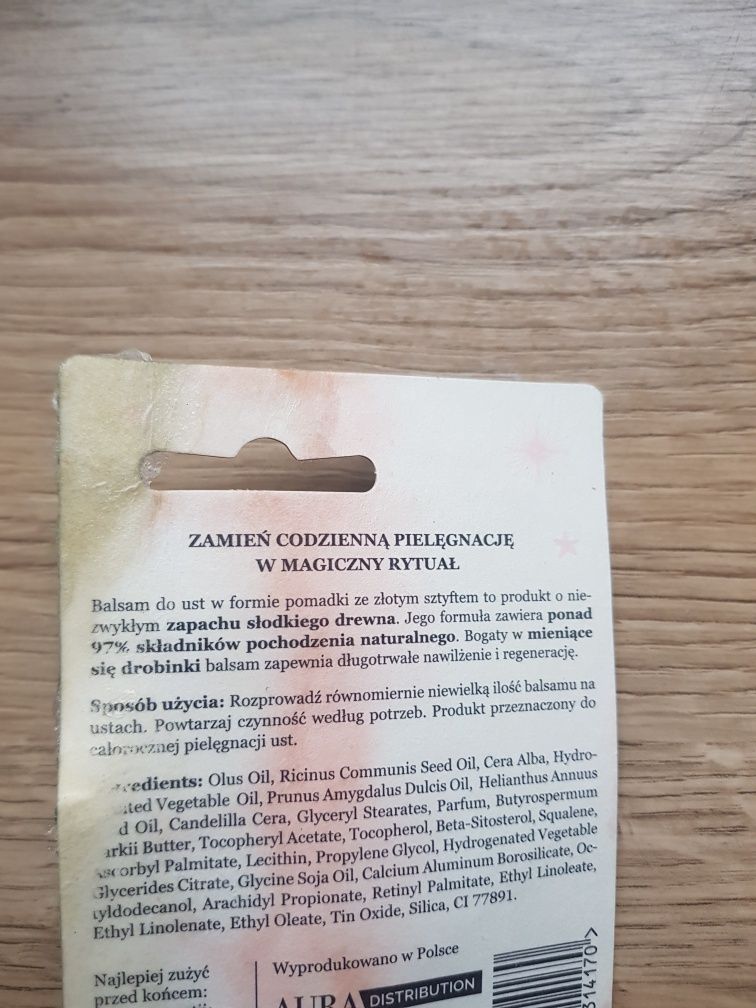 ZAMIEŃ CODZIENNĄ PIELĘGNACJĘ
W MAGICZNY RYTUAŁ
Balsam do ust w formie pomadki ze złotym sztyftem to produkt o nie-
zwykłym zapachu słodkiego drewna. Jego formuła zawiera ponad
97% składników pochodzenia naturalnego. Bogaty w mieniące
się drobinki balsam zapewnia długotrwałe nawilżenie i regenerację.
Sposób użycia: Rozprowadź równomiernie niewielką ilość balsamu na
ustach. Powtarzaj czynność według potrzeb. Produkt przeznaczony do
całorocznej pielęgnacji ust.
redients: Olus Oil, Ricinus Communis Seed Oil, Cera Alba, Hydro-
ted Vegetable Oil, Prunus Amygdalus Dulcis Oil, Helianthus Annuus
d Oil, Candelilla Cera, Glyceryl Stearates, Parfum, Butyrospermum
rkii Butter, Tocopheryl Acetate, Tocopherol, Beta-Sitosterol, Squalene,
scorbyl Palmitate, Lecithin, Propylene Glycol, Hydrogenated Vegetable
Glycerides Citrate, Glycine Soja Oil, Calcium Aluminum Borosilicate, Oc-
tyldodecanol, Arachidyl Propionate, Retinyl Palmitate, Ethyl Linoleate,
Ethyl Linolenate, Ethyl Oleate, Tin Oxide, Silica, CI 77891.
Najlepiej zużyć
przed końcem:
Wyprodukowano w Polsce
AURA DISTRIBUTION
314170>